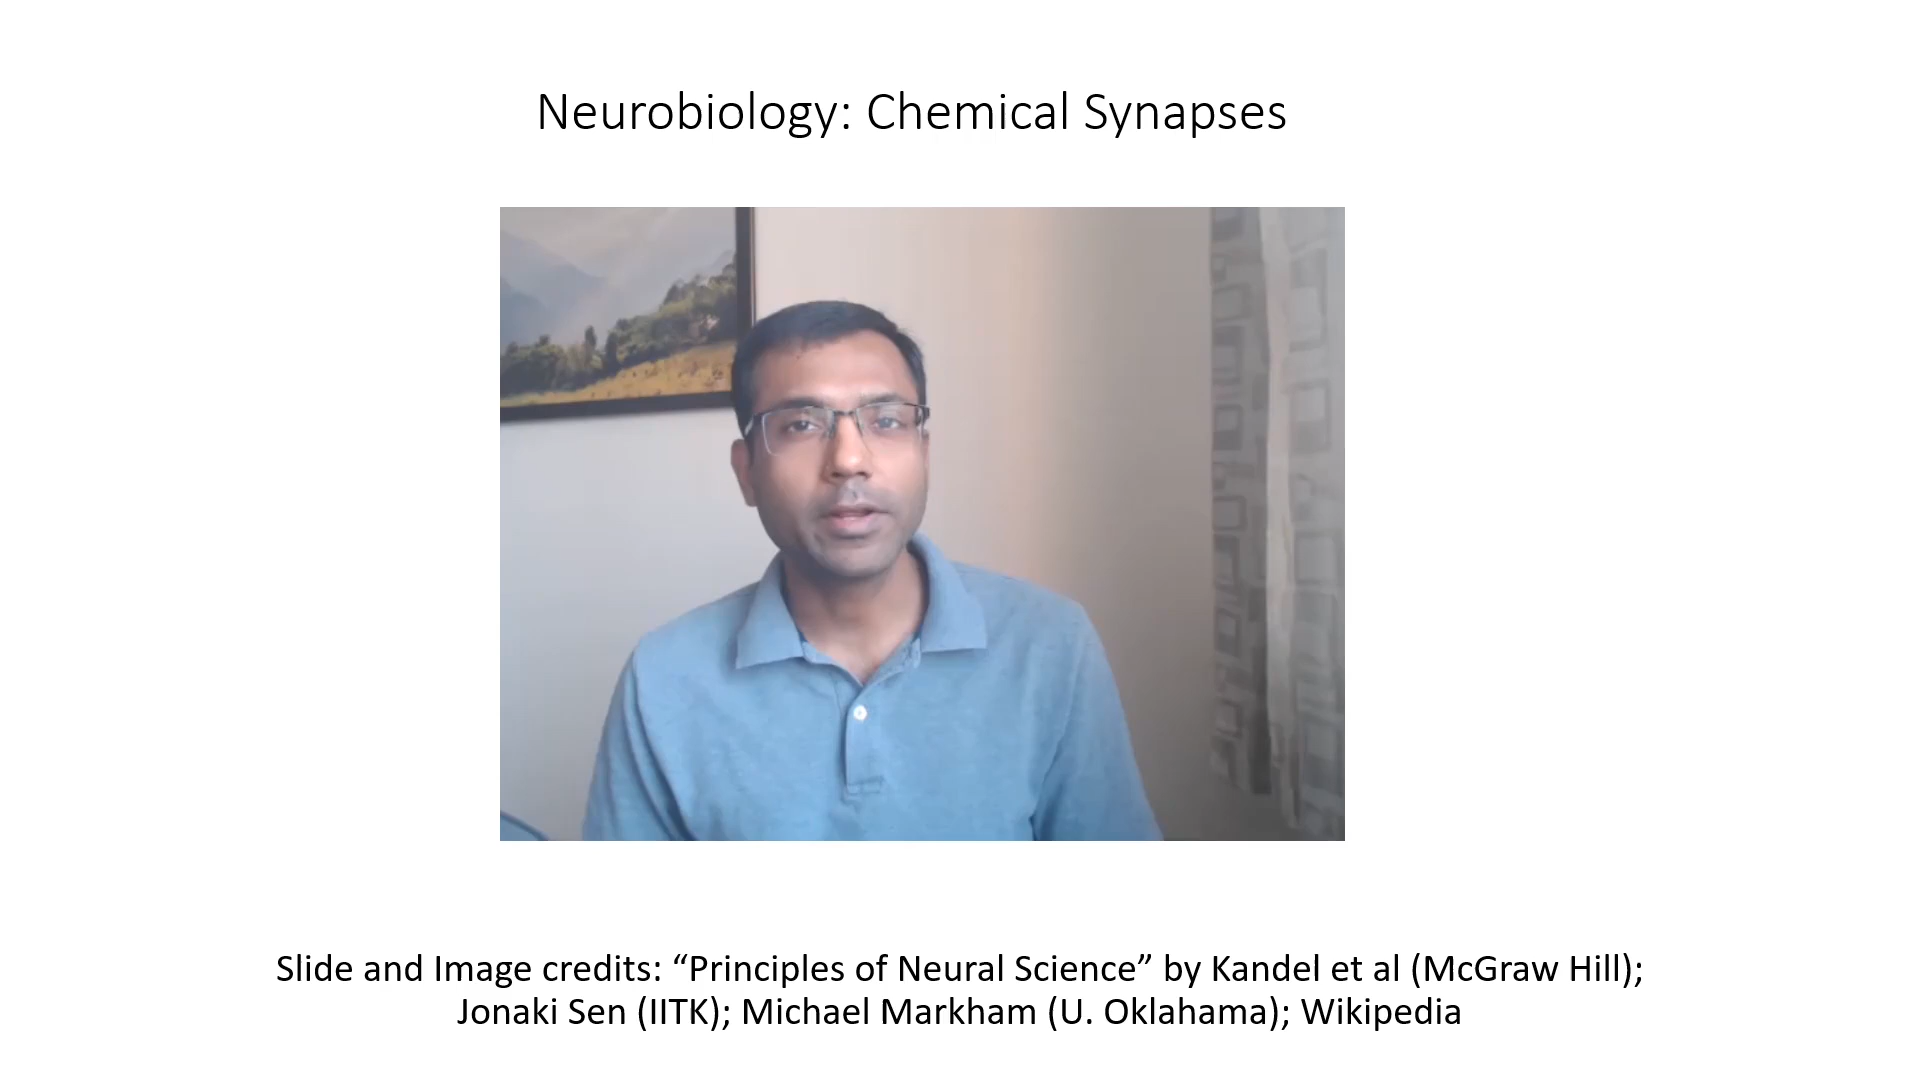 Neurobiology: Chemical Synapses
Slide and Image credits: “Principles of Neural Science” by Kandel et al (McGraw Hill);
Jonaki Sen (IITK); Michael Markham (U. Oklahama); Wikipedia